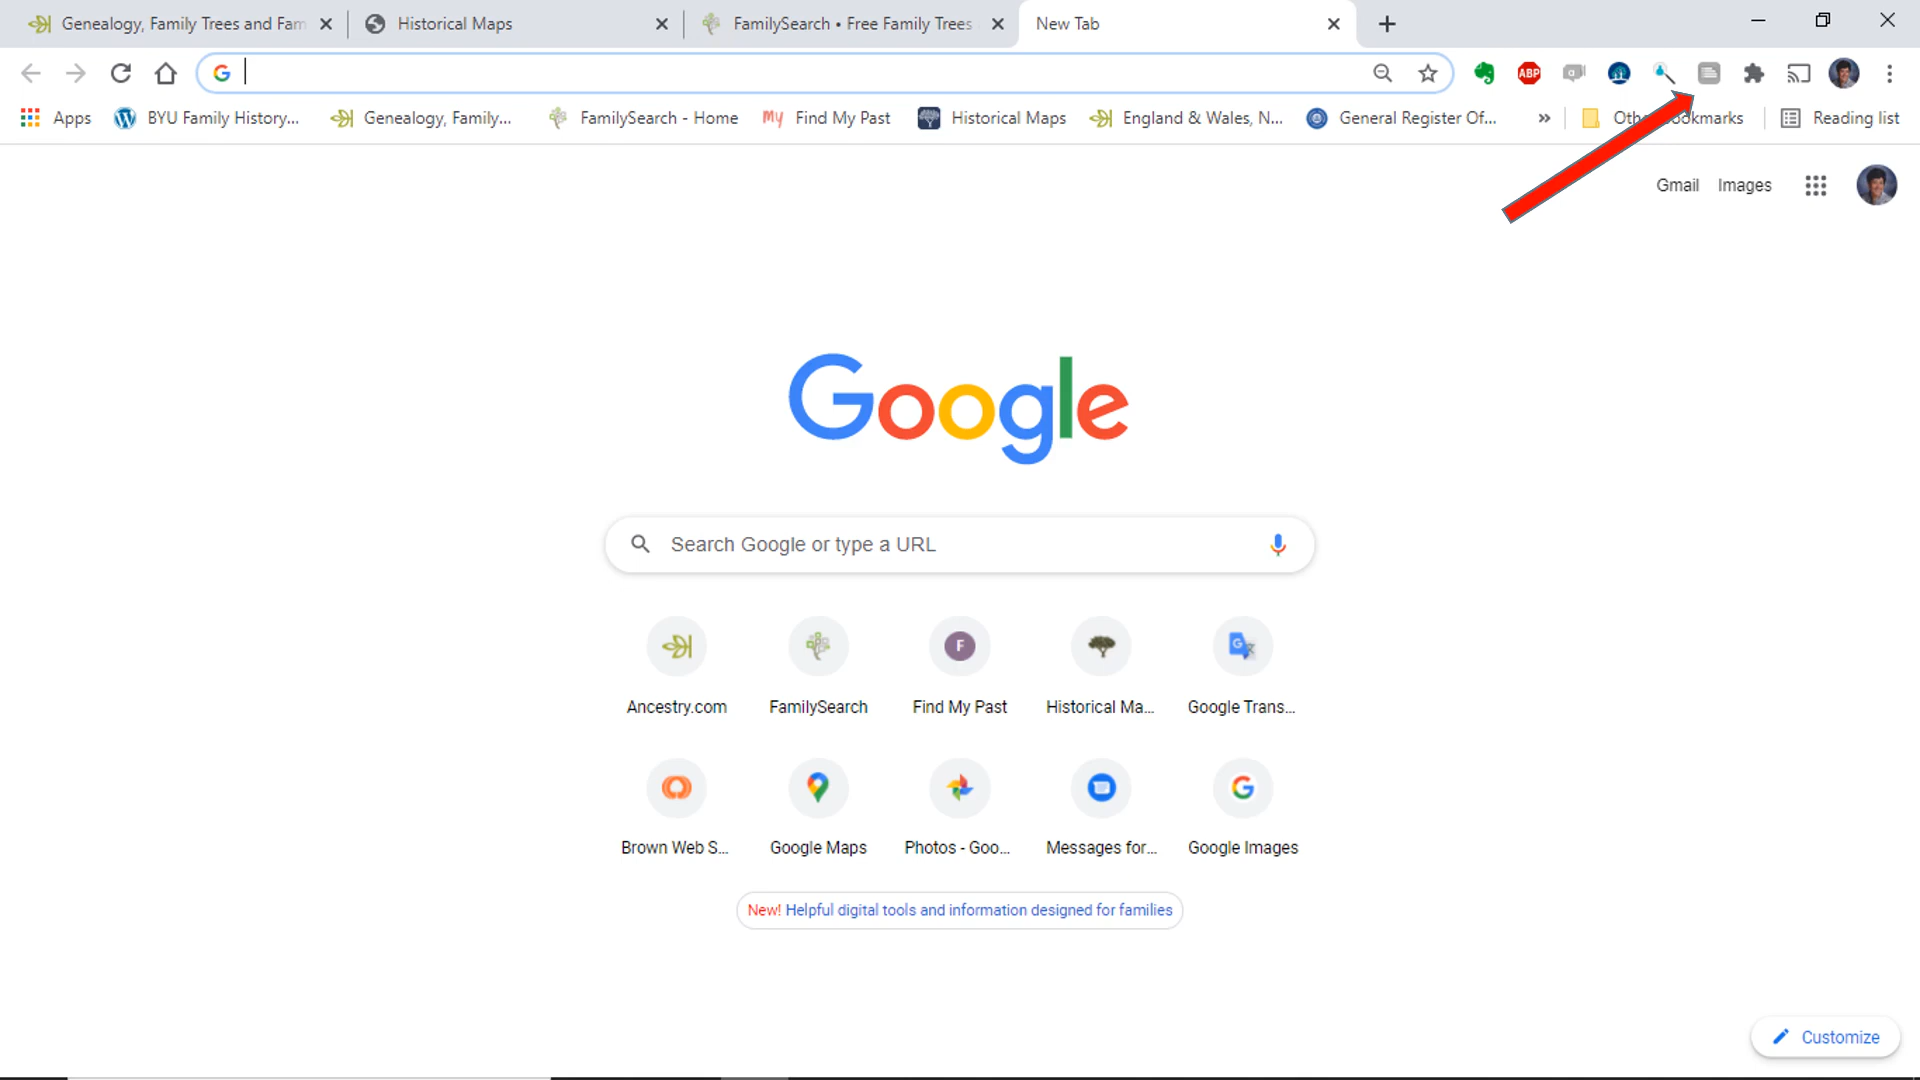 Genealogy, Family Trees and Fam
Historical Maps
FamilySearch • Free Family Trees
New Tab
ABP
Apps
BYU Family History...
Genealogy, Family...
FamilySearch - Home
My Find My Past
Historical Maps
England & Wales, N...
General Register Of...
»
Other Bookmarks
Reading list
Gmail
Images
Google
Search Google or type a URL
F
Ancestry.com
FamilySearch
Find My Past
Historical Ma...
Google Trans...
Brown Web S...
Google Maps
Photos - Goo...
Messages for...
Google Images
New! Helpful digital tools and information designed for families
Customize